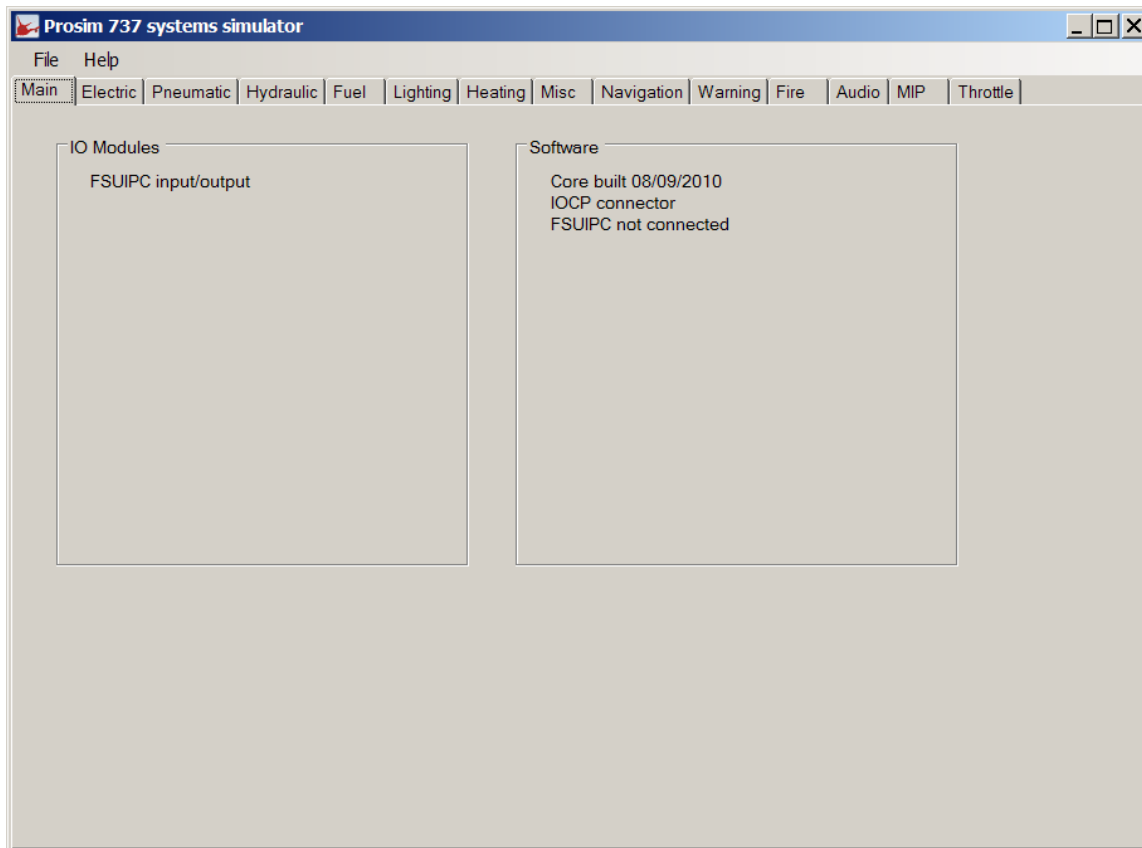 Prosim 737 systems simulator
File Help
Main Electric Pneumatic Hydraulic Fuel Lighting Heating Misc Navigation Warning Fire Audio MIP Throttle
IO Modules
FSUIPC input/output
Software
Core built 08/09/2010
IOCP connector
FSUIPC not connected